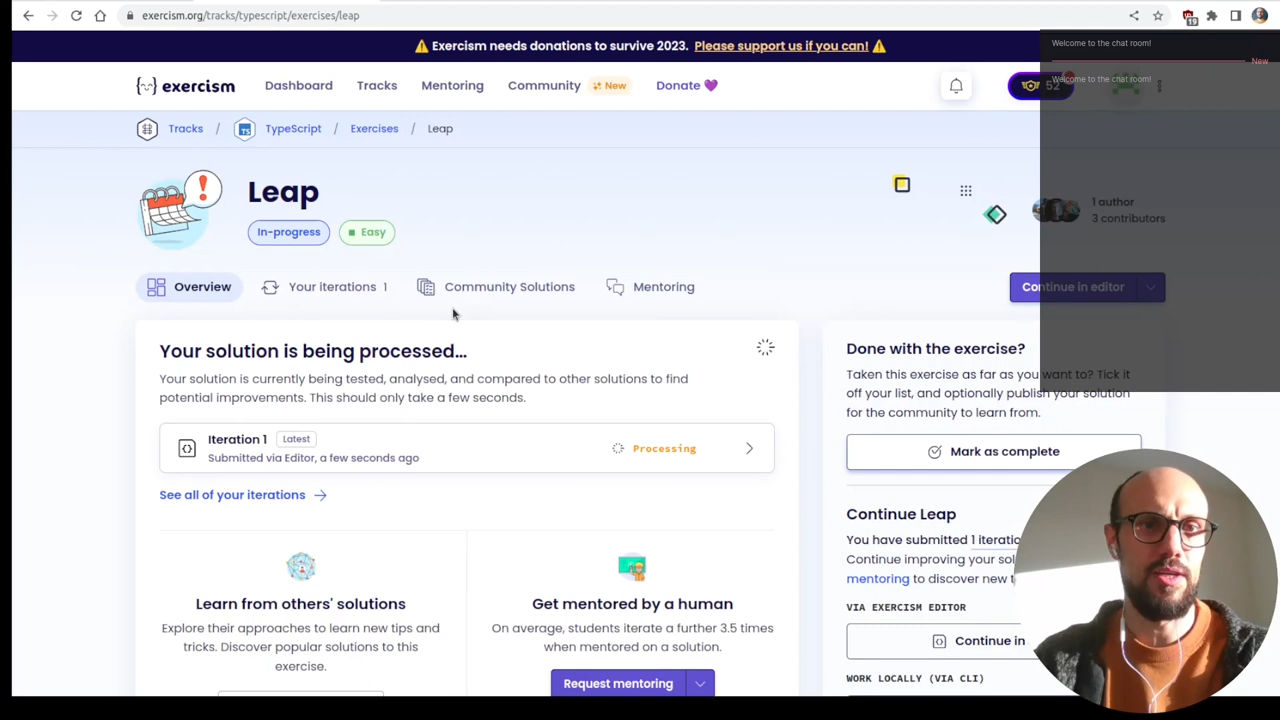 exercism.org/tracks/typescript/exercises/leap
19
⚠️ Exercism needs donations to survive 2023. Please support us if you can! ⚠️
Welcome to the chat room!
New
Welcome to the chat room!
exercism
Dashboard
Tracks
Mentoring
Community
New
Donate 💜
52
Tracks / TS TypeScript / Exercises / Leap
Leap
In-progress
Easy
1 author
3 contributors
Overview
Your iterations 1
Community Solutions
Mentoring
Continue in editor
Your solution is being processed...
Your solution is currently being tested, analysed, and compared to other solutions to find
potential improvements. This should only take a few seconds.
Iteration 1
Latest
Submitted via Editor, a few seconds ago
Processing
See all of your iterations
Learn from others' solutions
Explore their approaches to learn new tips and
tricks. Discover popular solutions to this
exercise.
Get mentored by a human
On average, students iterate a further 3.5 times
when mentored on a solution.
Request mentoring
Done with the exercise?
Taken this exercise as far as you want to? Tick it
off your list, and optionally publish your solution
for the community to learn from.
Mark as complete
Continue Leap
You have submitted 1
Continue improving your
mentoring to discover new
VIA EXERCISM EDITOR
Continue in
WORK LOCALLY (VIA CLI)